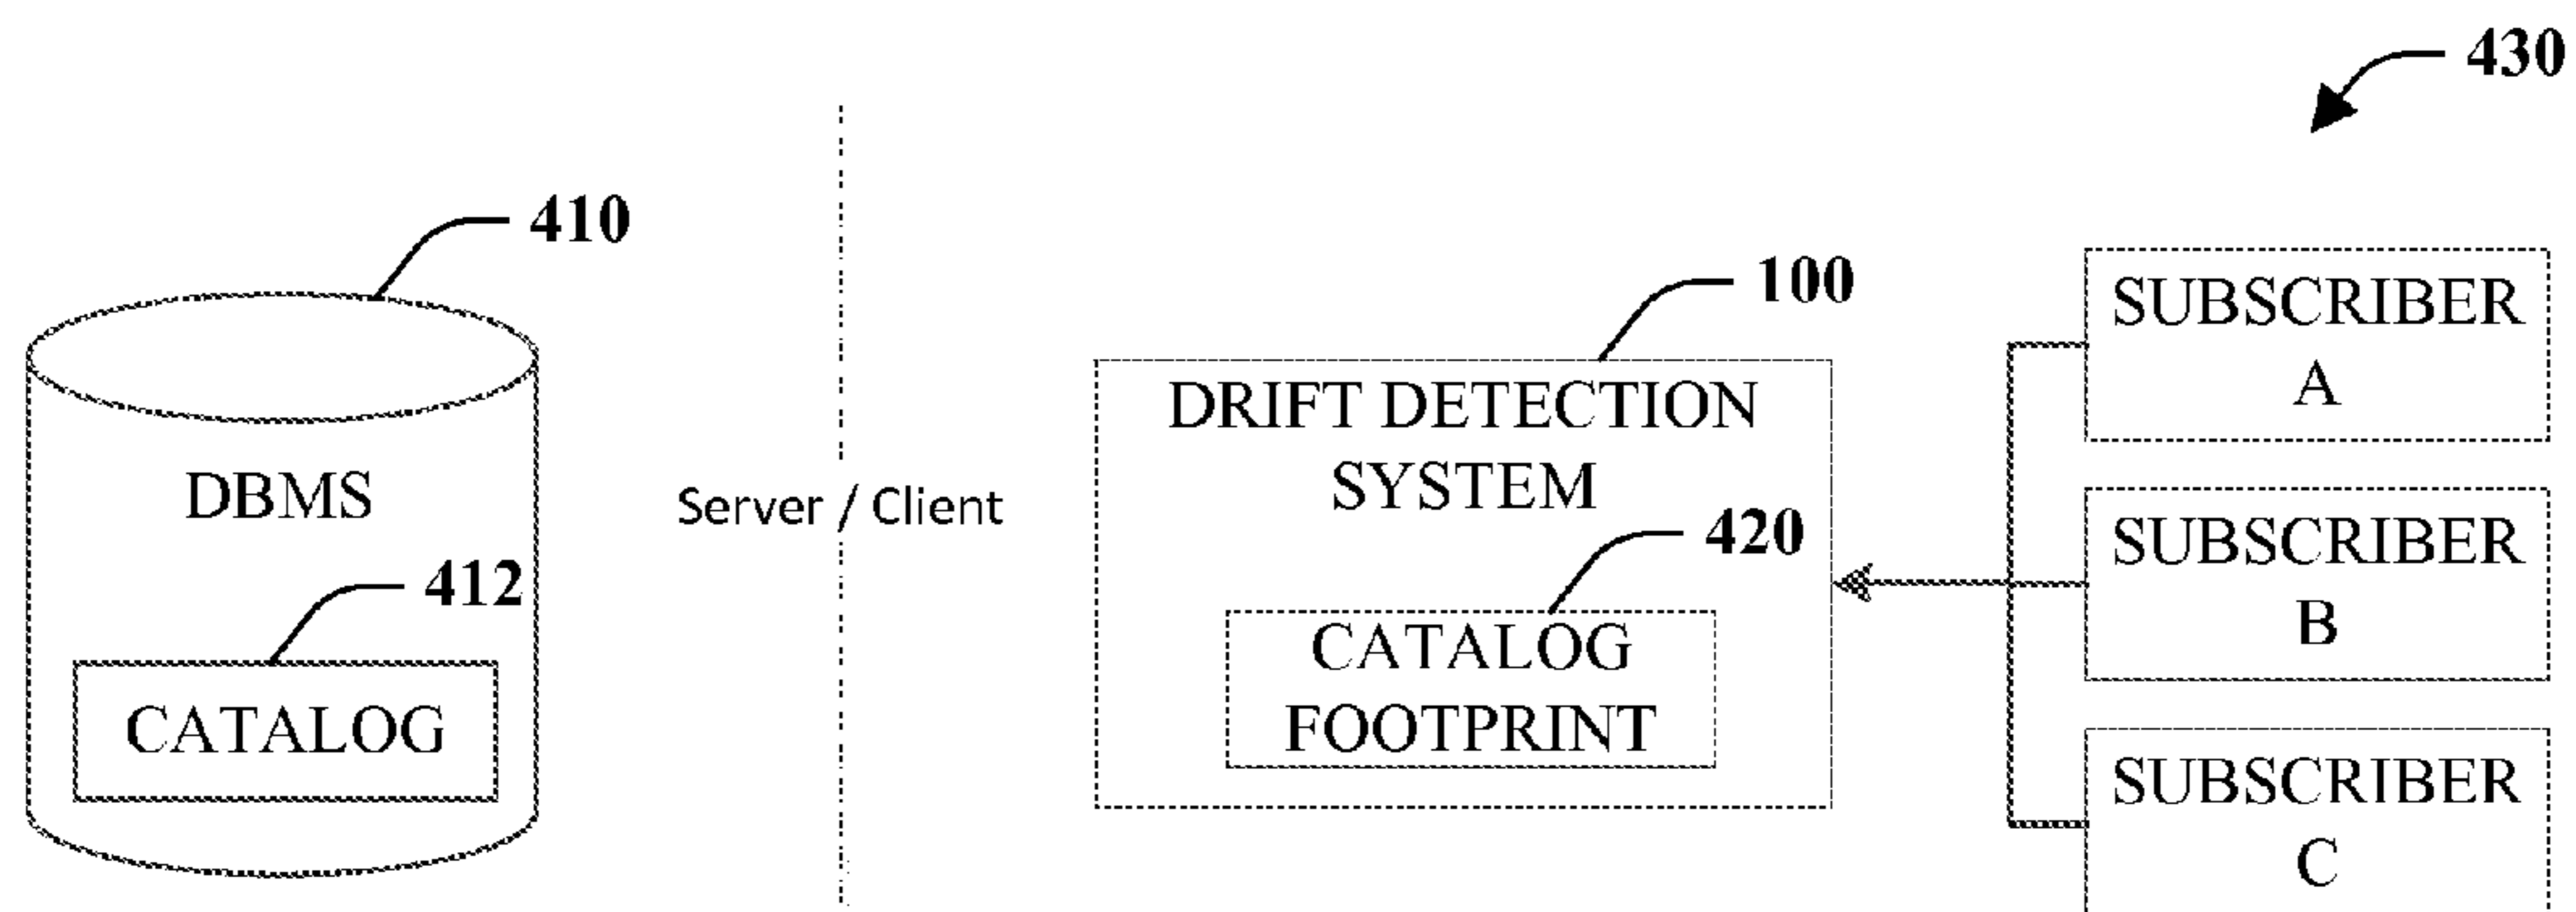 430
410
100
SUBSCRIBER
A
DRIFT DETECTION
SYSTEM
DBMS
Server / Client
420
SUBSCRIBER
B
412
CATALOG
FOOTPRINT
CATALOG
SUBSCRIBER
C